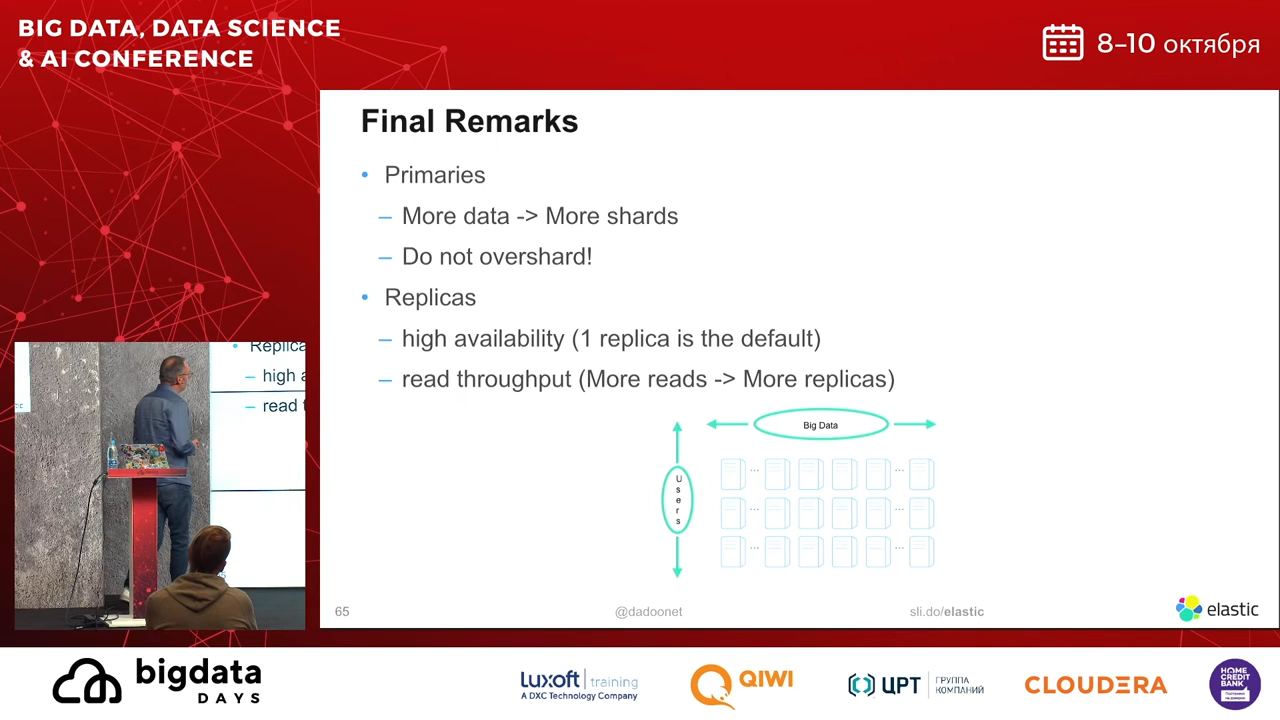 BIG DATA, DATA SCIENCE
& AI CONFERENCE
8–10 октября
Final Remarks
• Primaries
– More data -> More shards
– Do not overshard!
• Replicas
– high availability (1 replica is the default)
– read throughput (More reads -> More replicas)
Big Data
Users
... ...
... ...
... ...
65
@dadoonet
sli.do/elastic
elastic
• Replica
– high a
– read t
bigdata
DAYS
Luxoft training
A DXC Technology Company
QIWI
ЦРТ ГРУППА
КОМПАНИЙ
CLOUDERA
HOME
CREDIT
BANK